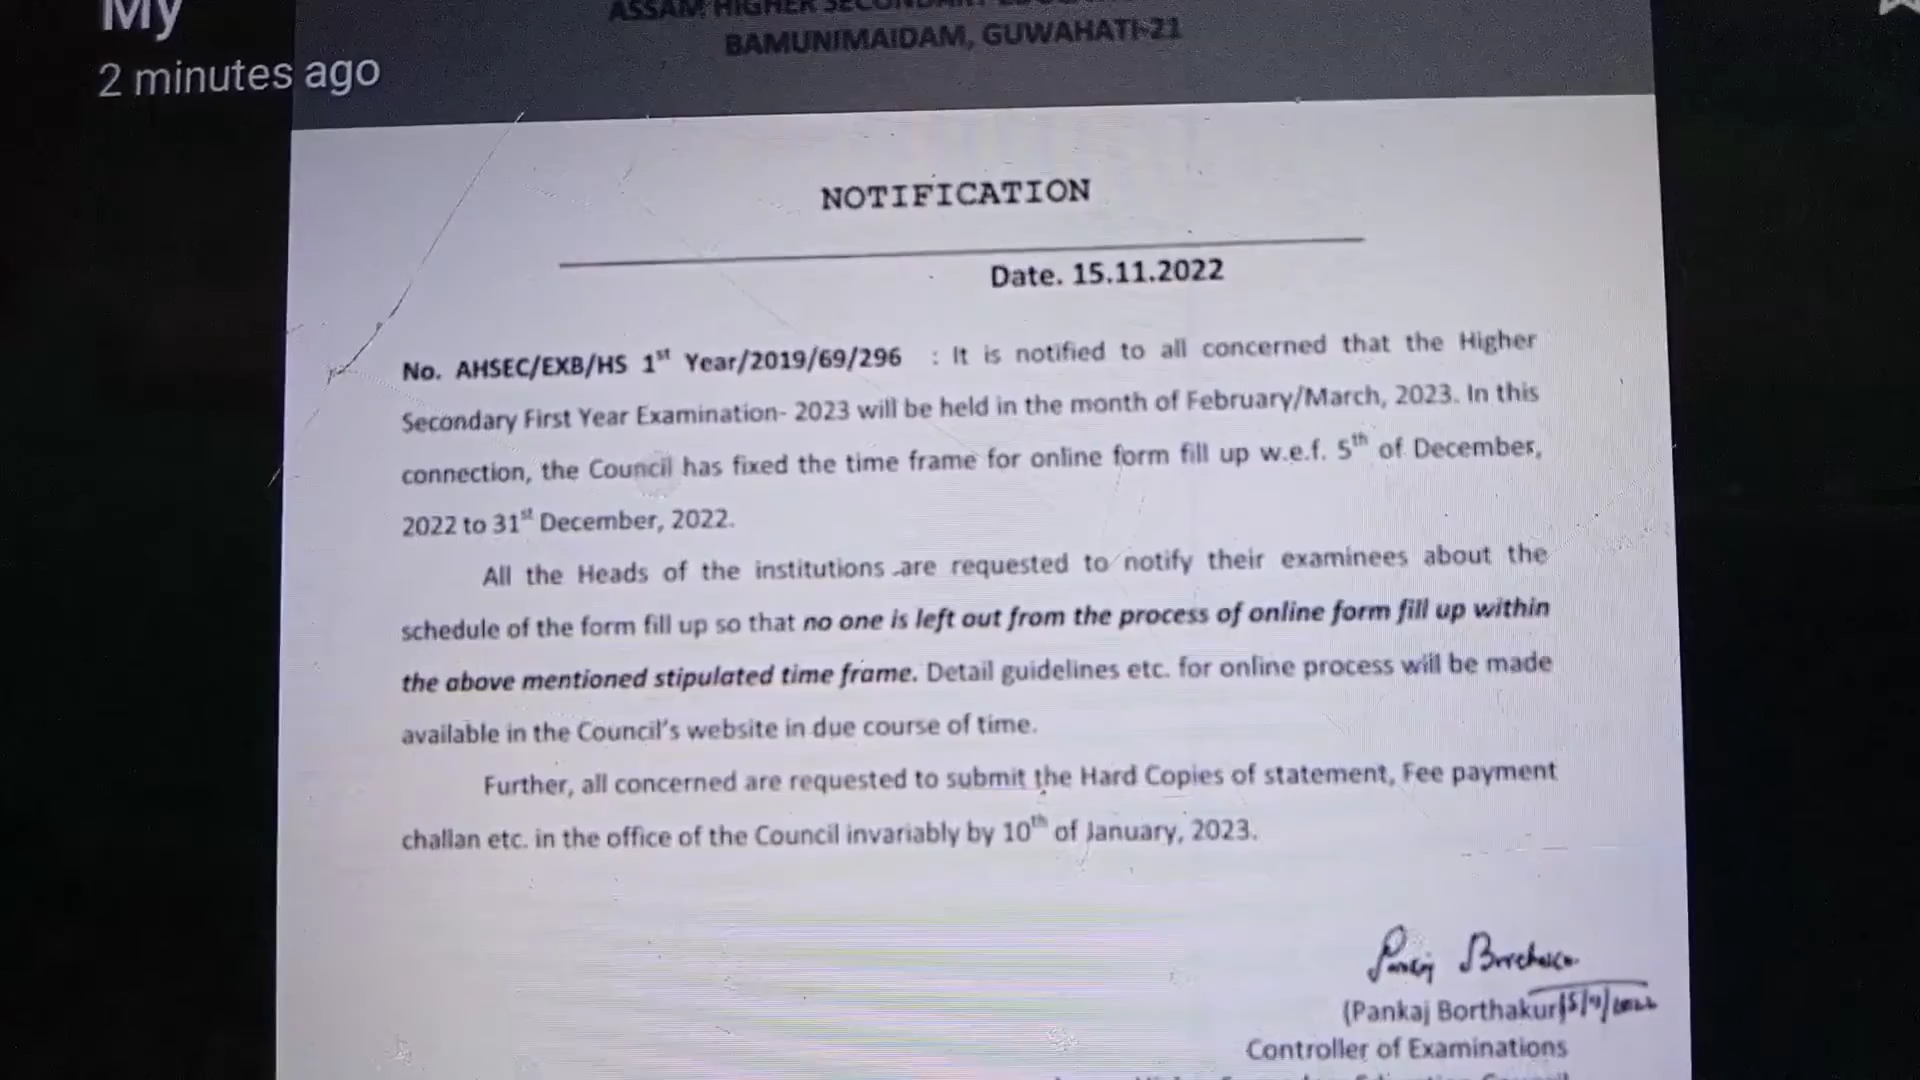 My
2 minutes ago
ASSAM HIGHER
BAMUNIMAIDAM, GUWAHATI-21
NOTIFICATION
Date. 15.11.2022
No. AHSEC/EXB/HS 1st Year/2019/69/296 : It is notified to all concerned that the Higher
Secondary First Year Examination- 2023 will be held in the month of February/March, 2023. In this
connection, the Council has fixed the time frame for online form fill up w.e.f. 5th of December,
2022 to 31st December, 2022.
All the Heads of the institutions are requested to notify their examinees about the
schedule of the form fill up so that no one is left out from the process of online form fill up within
the above mentioned stipulated time frame. Detail guidelines etc. for online process will be made
available in the Council's website in due course of time.
Further, all concerned are requested to submit the Hard Copies of statement, Fee payment
challan etc. in the office of the Council invariably by 10th of January, 2023.
(Pankaj Borthakur)
Controller of Examinations